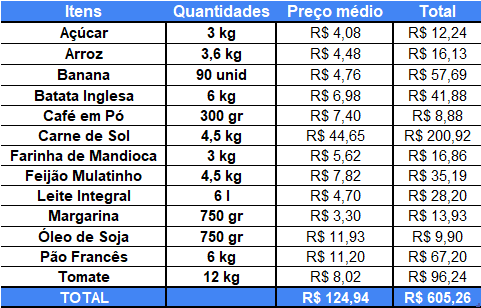 Itens Quantidades Preço médio Total
Açúcar 3 kg R$ 4,08 R$ 12,24
Arroz 3,6 kg R$ 4,48 R$ 16,13
Banana 90 unid R$ 4,76 R$ 57,69
Batata Inglesa 6 kg R$ 6,98 R$ 41,88
Café em Pó 300 gr R$ 7,40 R$ 8,88
Carne de Sol 4,5 kg R$ 44,65 R$ 200,92
Farinha de Mandioca 3 kg R$ 5,62 R$ 16,86
Feijão Mulatinho 4,5 kg R$ 7,82 R$ 35,19
Leite Integral 6 l R$ 4,70 R$ 28,20
Margarina 750 gr R$ 3,30 R$ 13,93
Óleo de Soja 750 gr R$ 11,93 R$ 9,90
Pão Francês 6 kg R$ 11,20 R$ 67,20
Tomate 12 kg R$ 8,02 R$ 96,24
TOTAL R$ 124,94 R$ 605,26